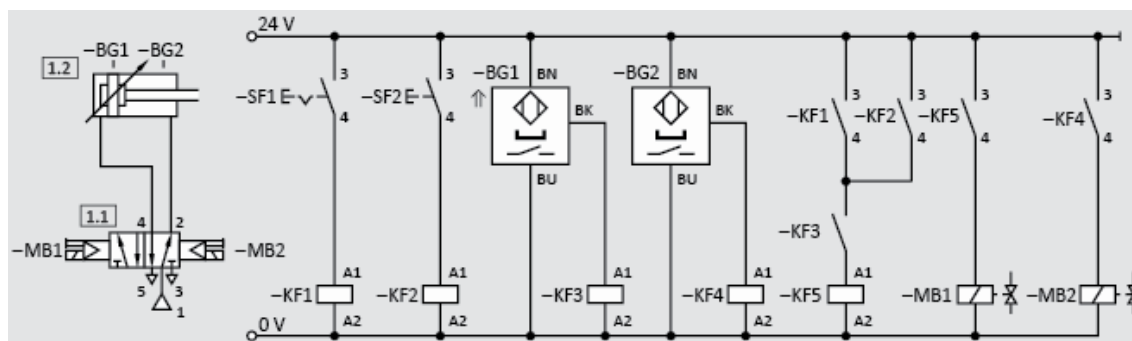 24 V
–BG1 –BG2
1.2
3 3 –BG1 BN –BG2 BN 3 3 3 3
–SF1 –SF2 BK BK –KF1 –KF2 –KF5 –KF4
4 4 4 4 4 4
BU BU
1.1 4 2
–KF3
–MB1 –MB2
A1 A1 A1 A1 A1
5 3 –KF1 –KF2 –KF3 –KF4 –KF5 –MB1 –MB2
1
A2 A2 A2 A2 A2
0 V